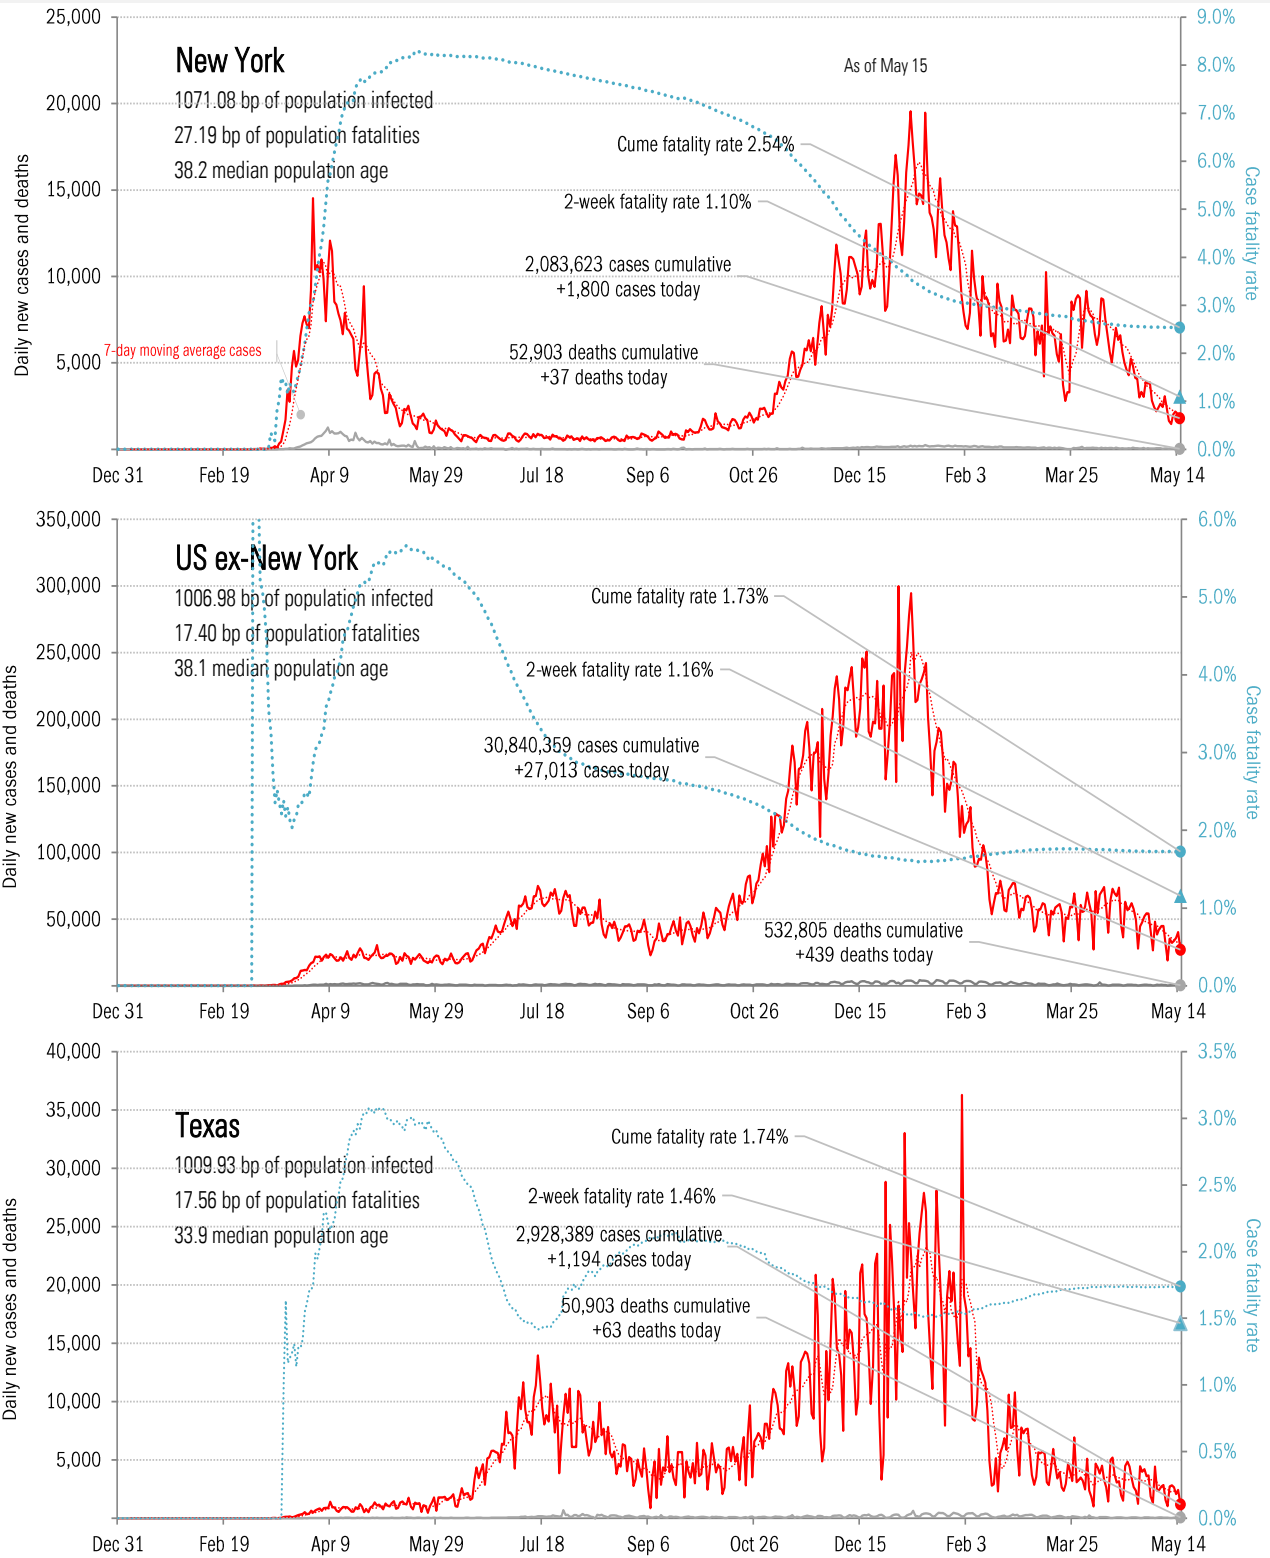 25,000
9.0%
New York
As of May 15
8.0%
1071.08 bp of population infected
20,000
7.0%
27.19 bp of population fatalities
Cume fatality rate 2.54%
38.2 median population age
6.0%
15,000
2-week fatality rate 1.10%
5.0%
Daily new cases and deaths
Case fatality rate
2,083,623 cases cumulative
4.0%
10,000
+1,800 cases today
3.0%
7-day moving average cases
52,903 deaths cumulative
2.0%
5,000
+37 deaths today
1.0%
0.0%
Dec 31 Feb 19 Apr 9 May 29 Jul 18 Sep 6 Oct 26 Dec 15 Feb 3 Mar 25 May 14
350,000
6.0%
US ex-New York
300,000
1006.98 bp of population infected
Cume fatality rate 1.73%
5.0%
17.40 bp of population fatalities
250,000
38.1 median population age
2-week fatality rate 1.16%
4.0%
200,000
Daily new cases and deaths
Case fatality rate
30,840,359 cases cumulative
3.0%
+27,013 cases today
150,000
2.0%
100,000
1.0%
50,000
532,805 deaths cumulative
+439 deaths today
0.0%
Dec 31 Feb 19 Apr 9 May 29 Jul 18 Sep 6 Oct 26 Dec 15 Feb 3 Mar 25 May 14
40,000
3.5%
35,000
Texas
3.0%
Cume fatality rate 1.74%
1009.93 bp of population infected
30,000
2.5%
17.56 bp of population fatalities
2-week fatality rate 1.46%
25,000
33.9 median population age
2,928,389 cases cumulative
2.0%
+1,194 cases today
20,000
Daily new cases and deaths
Case fatality rate
50,903 deaths cumulative
1.5%
+63 deaths today
15,000
1.0%
10,000
0.5%
5,000
0.0%
Dec 31 Feb 19 Apr 9 May 29 Jul 18 Sep 6 Oct 26 Dec 15 Feb 3 Mar 25 May 14